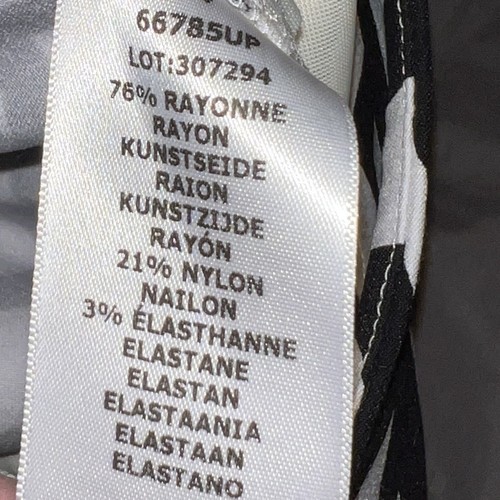 66785UP
LOT:307294
76% RAYONNE
RAYON
KUNSTSEIDE
RAION
KUNSTZIJDE
RAYÓN
21% NYLON
NAILON
3% ÉLASTHANNE
ELASTANE
ELASTAN
ELASTAANIA
ELASTAAN
ELASTANO